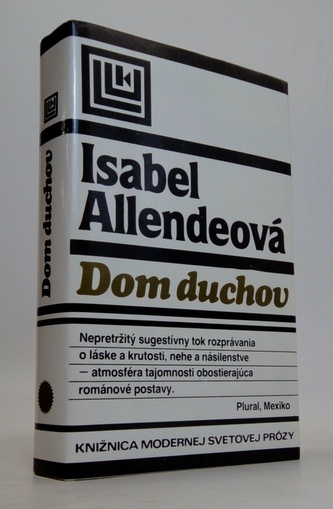 Isabel
Allendeová
Dom duchov
Nepretržitý sugestívny tok rozprávania
o láske a krutosti, nehe a násilenstve
— atmosféra tajomnosti obostierajúca
románové postavy.
Plural, Mexiko
KNIŽNICA MODERNEJ SVETOVEJ PRÓZY
Dom duchov